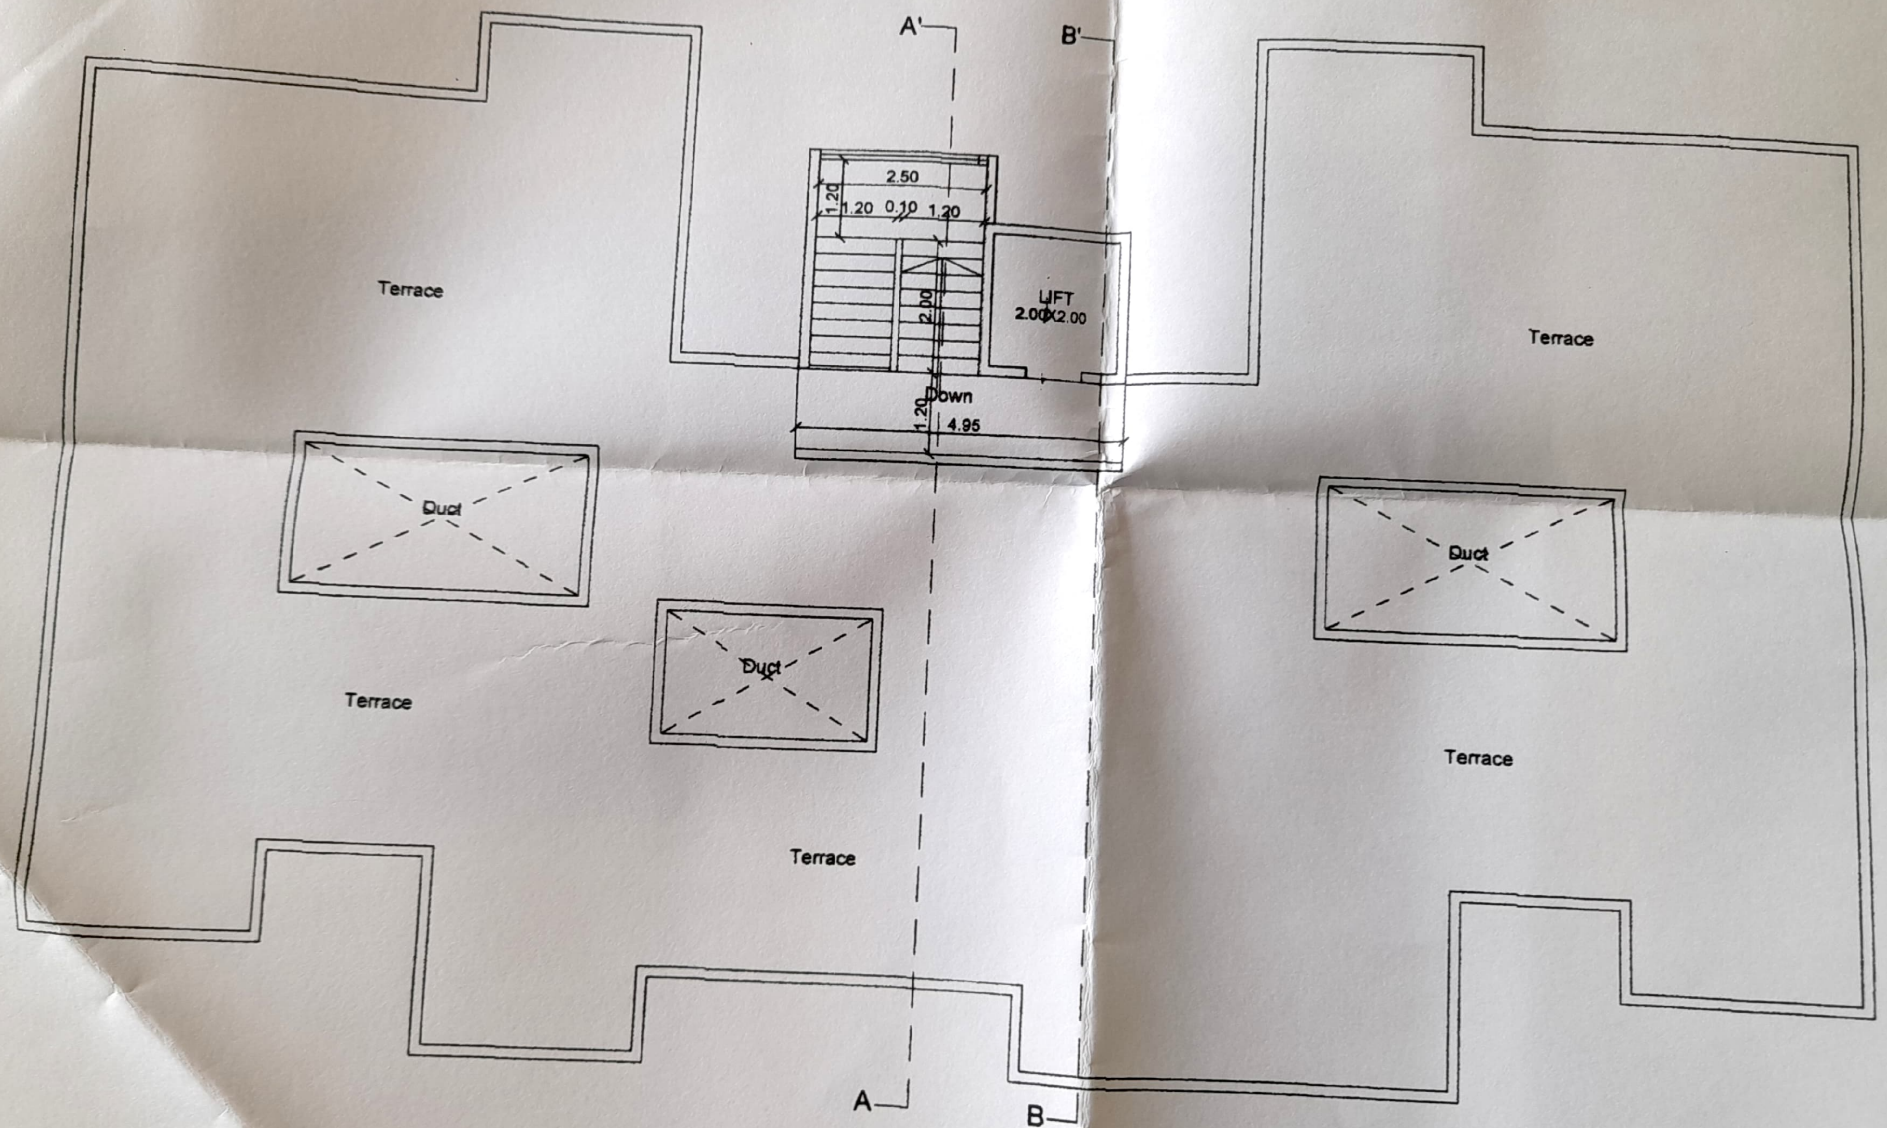 A'
B'
2.50
1.20
1.20 0.10 1.20
Terrace
2.00
LIFT
2.00X2.00
Terrace
Down
1.20
4.95
Duct
Duct
Duct
Terrace
Terrace
Terrace
A
B